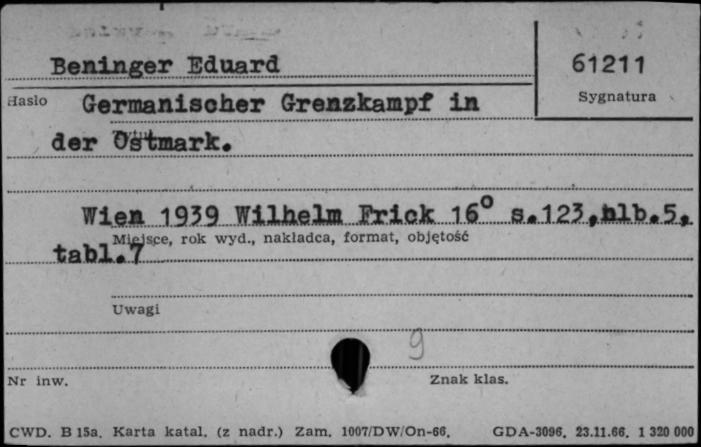 Beninger Eduard
61211
Hasło Germanischer Grenzkampf in
Sygnatura
der Ostmark.
Wien 1939 Wilhelm Frick 16° s.123,nlb.5,
Miejsce, rok wyd., nakładca, format, objętość
tabl.7
Uwagi
9
Nr inw.
Znak klas.
CWD. B 15a. Karta katal. (z nadr.) Zam. 1007/DW/On-66. GDA-3096. 23.11.66. 1 320 000